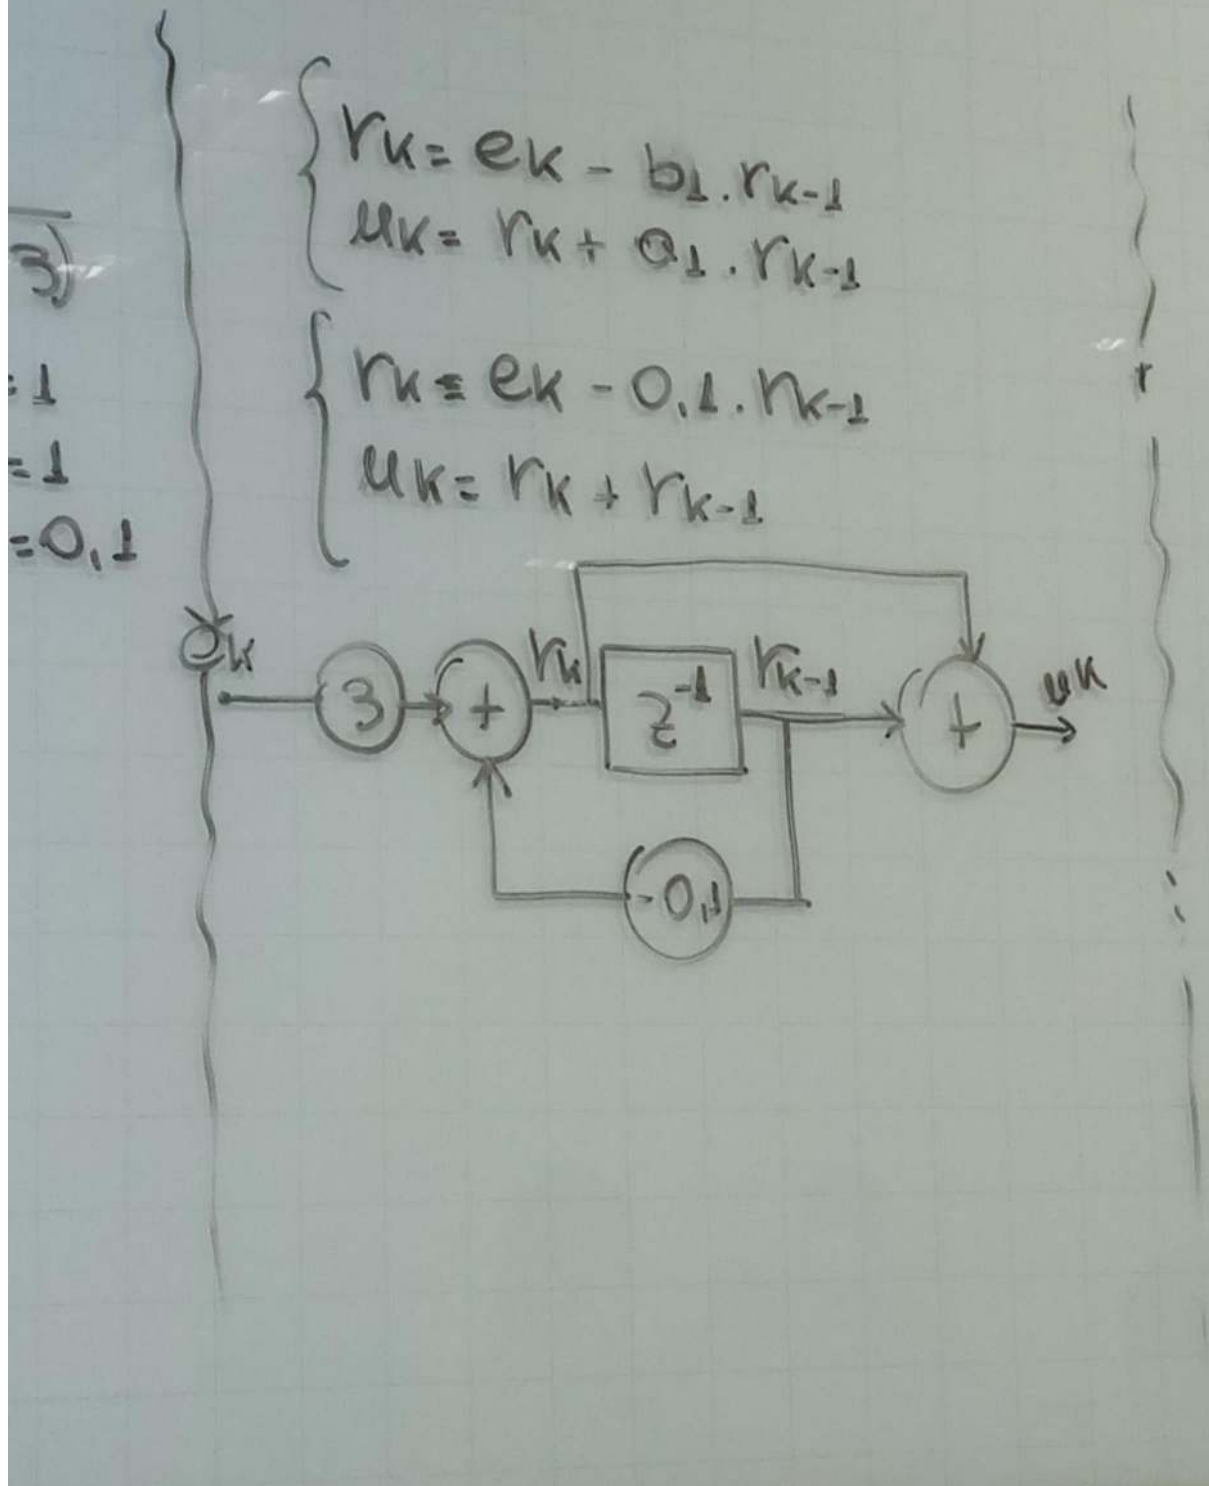 rk = ek - b1.rk-1
uk = rk + a1.rk-1
3)
rk = ek - 0,1.rk-1
=1
uk = rk + rk-1
=1
=0,1
ek
3
+
rk
z-1
rk-1
+
uk
-0,1